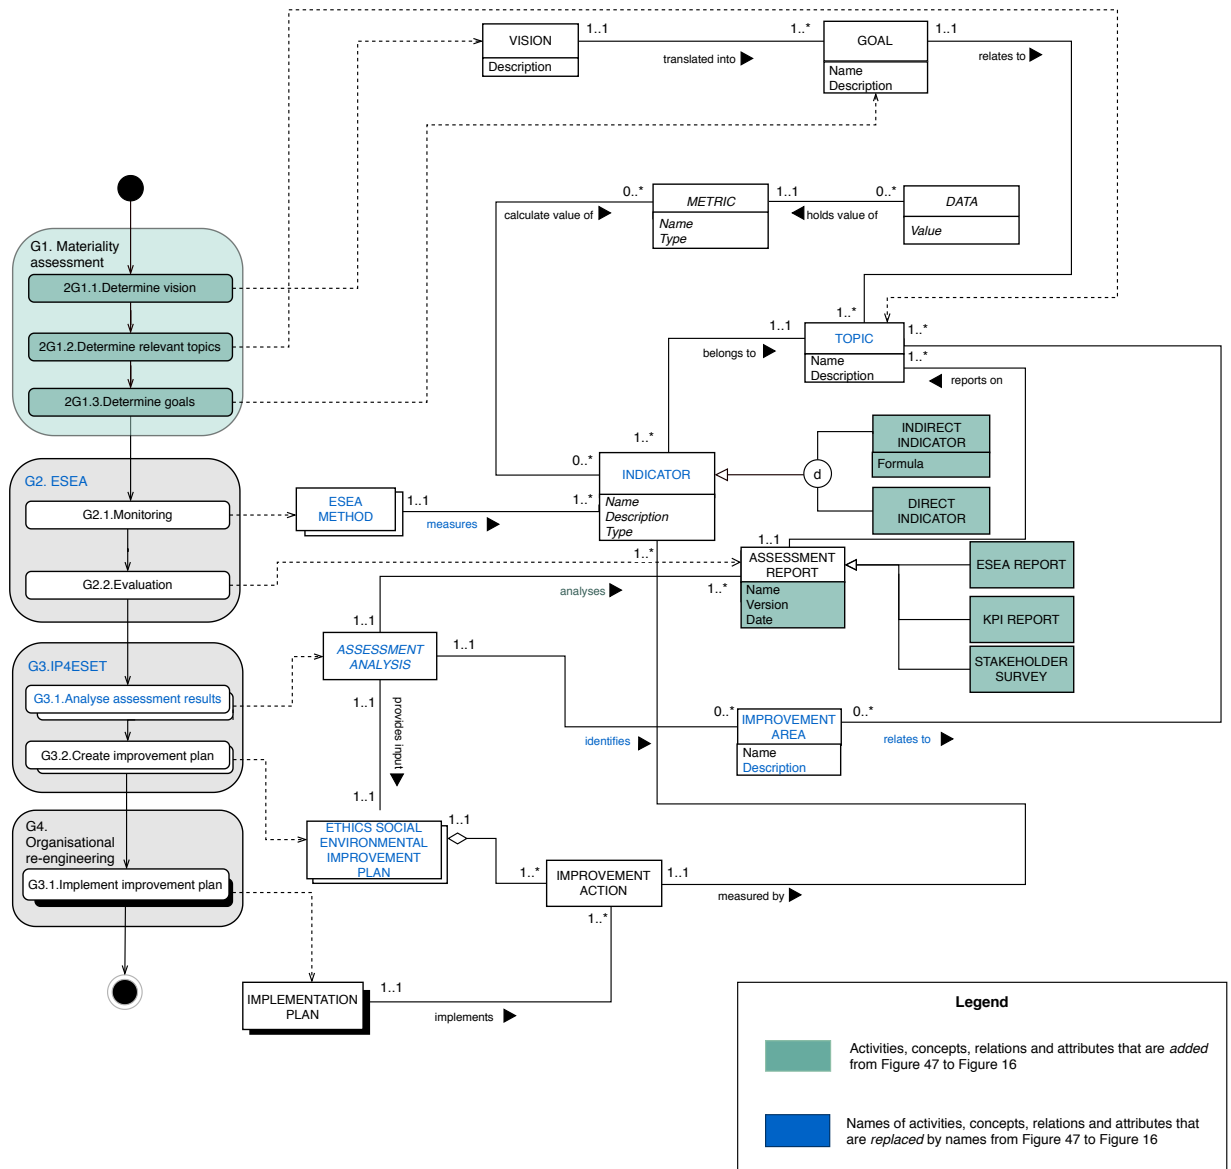 VISION
Description
1..1
1..*
translated into
GOAL
Name
Description
1..1
relates to
0..*
calculate value of
METRIC
Name
Type
1..1
0..*
holds value of
DATA
Value
G1. Materiality
assessment
2G1.1.Determine vision
2G1.2.Determine relevant topics
2G1.3.Determine goals
1..*
1..1
belongs to
TOPIC
Name
Description
1..*
1..*
reports on
1..*
0..*
INDICATOR
Name
Description
Type
1..*
1..*
d
INDIRECT
INDICATOR
Formula
DIRECT
INDICATOR
G2. ESEA
G2.1.Monitoring
G2.2.Evaluation
ESEA
METHOD
1..1
measures
1..1
ASSESSMENT
REPORT
Name
Version
Date
1..*
analyses
ESEA REPORT
KPI REPORT
STAKEHOLDER
SURVEY
G3.IP4ESET
G3.1.Analyse assessment results
G3.2.Create improvement plan
1..1
ASSESSMENT
ANALYSIS
1..1
1..1
provides input
1..1
identifies
0..*
IMPROVEMENT
AREA
Name
Description
0..*
relates to
G4.
Organisational
re-engineering
G3.1.Implement improvement plan
ETHICS SOCIAL
ENVIRONMENTAL
IMPROVEMENT
PLAN
1..1
1..*
IMPROVEMENT
ACTION
1..1
measured by
1..*
IMPLEMENTATION
PLAN
1..1
implements
Legend
Activities, concepts, relations and attributes that are added
from Figure 47 to Figure 16
Names of activities, concepts, relations and attributes that
are replaced by names from Figure 47 to Figure 16